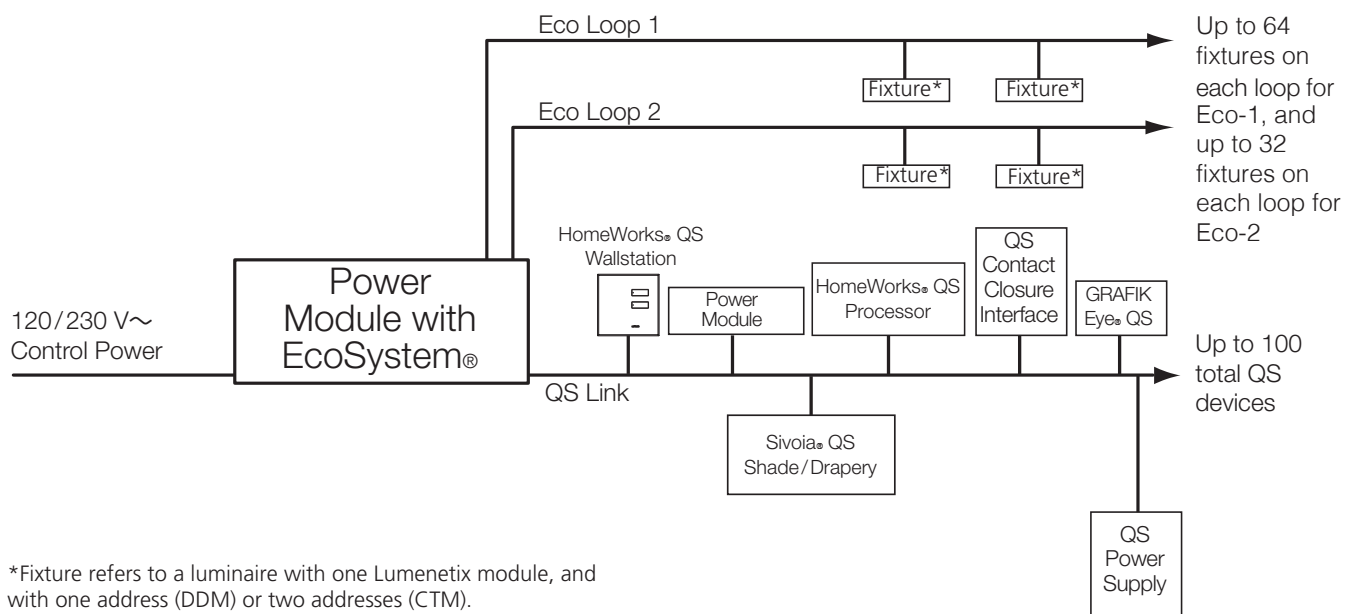 Eco Loop 1
Up to 64
fixtures on
each loop for
Eco-1, and
up to 32
fixtures on
each loop for
Eco-2
Fixture*
Fixture*
Eco Loop 2
Fixture*
Fixture*
HomeWorks® QS
Wallstation
Power
Module
HomeWorks® QS
Processor
QS
Contact
Closure
Interface
GRAFIK
Eye® QS
Power
Module with
EcoSystem®
120/230 V~
Control Power
QS Link
Up to 100
total QS
devices
Sivoia® QS
Shade/Drapery
QS
Power
Supply
*Fixture refers to a luminaire with one Lumenetix module, and
with one address (DDM) or two addresses (CTM).